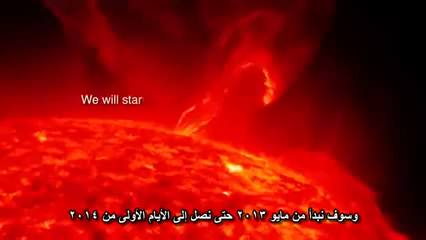 We will star
وسوف نبدأ من مايو ٢٠١٣ حتى نصل إلى الأيام الأولى من ٢٠١٤